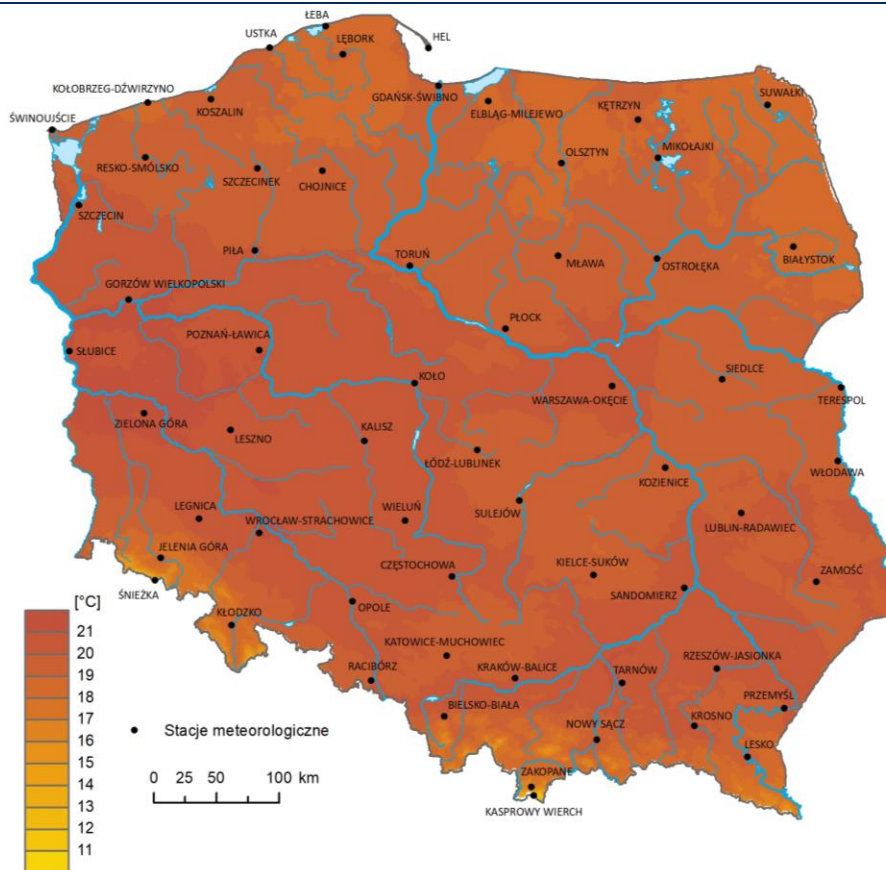 ŁEBA
USTKA
LĘBORK
HEL
KOŁOBRZEG-DŹWIRZYNO
KOSZALIN
GDAŃSK-ŚWIBNO
ELBLĄG-MILEJEWO
KĘTRZYN
SUWAŁKI
ŚWINOUJŚCIE
RESKO-SMÓLSKO
SZCZECINEK
CHOJNICE
OLSZTYN
MIKOŁAJKI
SZCZECIN
PIŁA
TORUŃ
MŁAWA
OSTROŁĘKA
BIAŁYSTOK
GORZÓW WIELKOPOLSKI
PŁOCK
SŁUBICE
POZNAŃ-ŁAWICA
KOŁO
WARSZAWA-OKĘCIE
SIEDLCE
TERESPOL
ZIELONA GÓRA
LESZNO
KALISZ
ŁÓDŹ-LUBLINEK
KOZIENICE
WŁODAWA
LEGNICA
WROCŁAW-STRACHOWICE
WIELUŃ
SULEJÓW
LUBLIN-RADAWIEC
JELENIA GÓRA
CZĘSTOCHOWA
KIELCE-SUKÓW
ZAMOŚĆ
ŚNIEŻKA
KŁODZKO
OPOLE
SANDOMIERZ
KATOWICE-MUCHOWIEC
RACIBÓRZ
KRAKÓW-BALICE
TARNÓW
RZESZÓW-JASIONKA
PRZEMYŚL
BIELSKO-BIAŁA
NOWY SĄCZ
KROSNO
LESKO
ZAKOPANE
KASPROWY WIERCH
[°C]
21
20
19
18
17
16
15
14
13
12
11
Stacje meteorologiczne
0 25 50 100 km